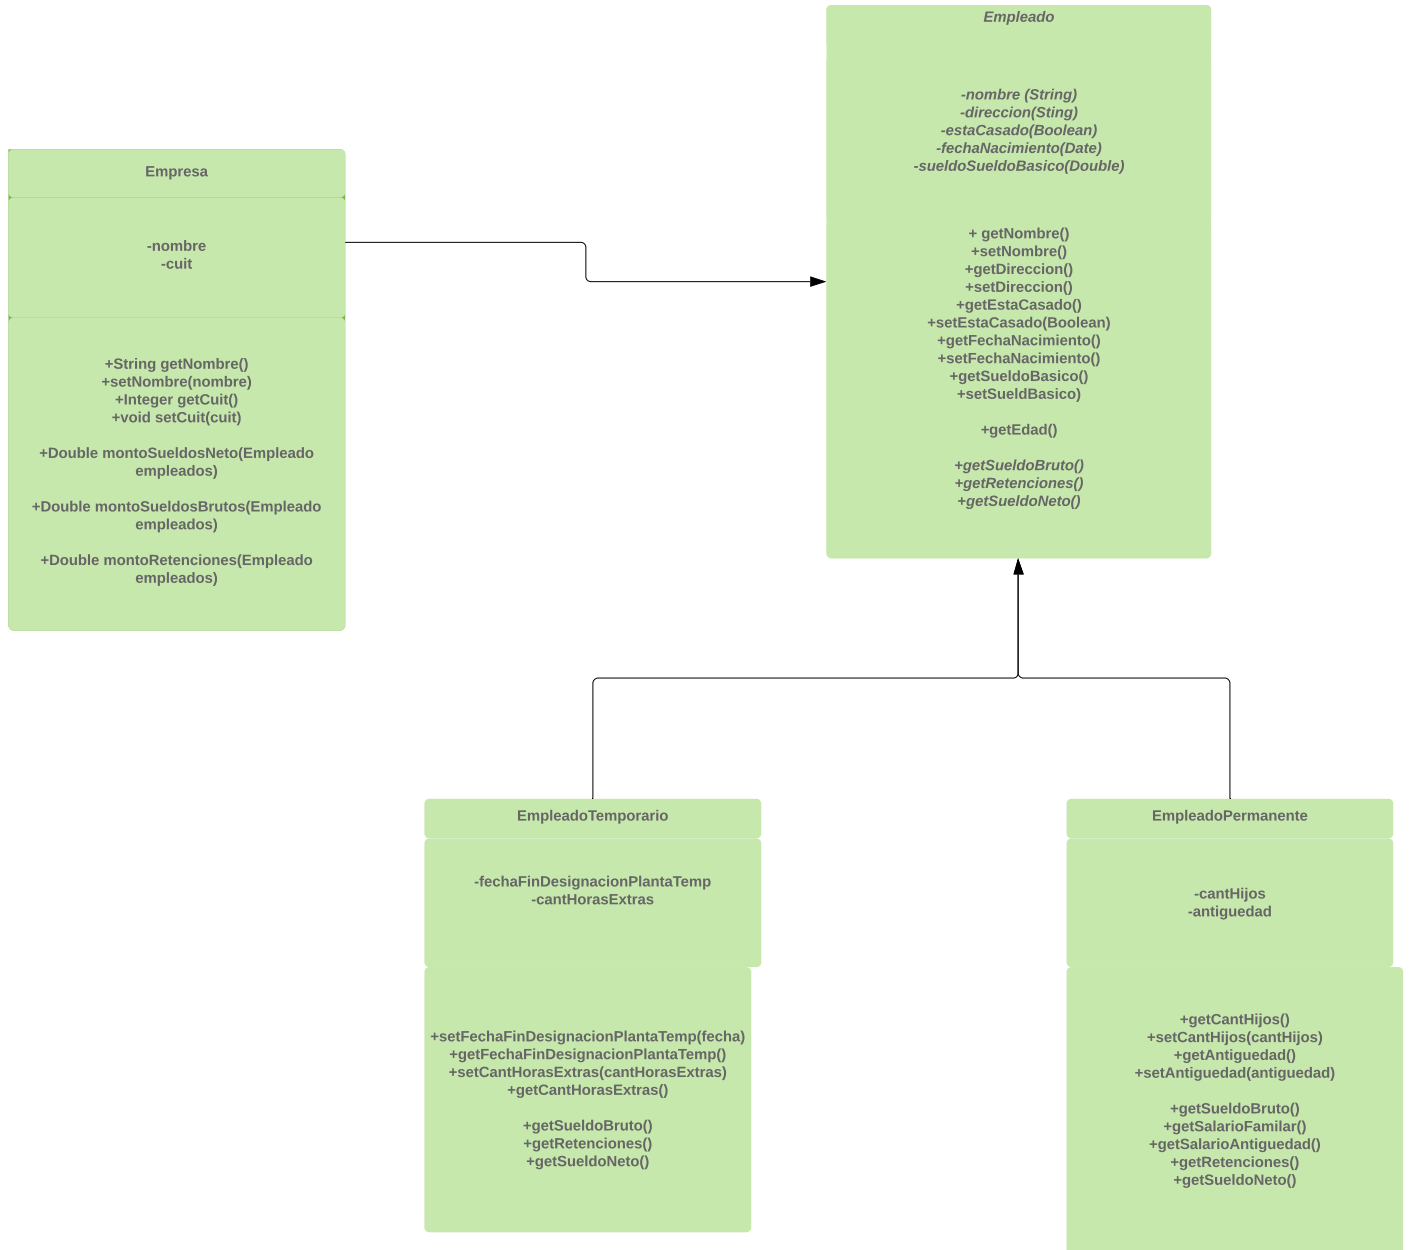 Empleado
-nombre (String)
-direccion(Sting)
-estaCasado(Boolean)
-fechaNacimiento(Date)
-sueldoSueldoBasico(Double)
+ getNombre()
+setNombre()
+getDireccion()
+setDireccion()
+getEstaCasado()
+setEstaCasado(Boolean)
+getFechaNacimiento()
+setFechaNacimiento()
+getSueldoBasico()
+setSueldBasico)
+getEdad()
+getSueldoBruto()
+getRetenciones()
+getSueldoNeto()
Empresa
-nombre
-cuit
+String getNombre()
+setNombre(nombre)
+Integer getCuit()
+void setCuit(cuit)
+Double montoSueldosNeto(Empleado
empleados)
+Double montoSueldosBrutos(Empleado
empleados)
+Double montoRetenciones(Empleado
empleados)
EmpleadoTemporario
-fechaFinDesignacionPlantaTemp
-cantHorasExtras
+setFechaFinDesignacionPlantaTemp(fecha)
+getFechaFinDesignacionPlantaTemp()
+setCantHorasExtras(cantHorasExtras)
+getCantHorasExtras()
+getSueldoBruto()
+getRetenciones()
+getSueldoNeto()
EmpleadoPermanente
-cantHijos
-antiguedad
+getCantHijos()
+setCantHijos(cantHijos)
+getAntiguedad()
+setAntiguedad(antiguedad)
+getSueldoBruto()
+getSalarioFamilar()
+getSalarioAntiguedad()
+getRetenciones()
+getSueldoNeto()